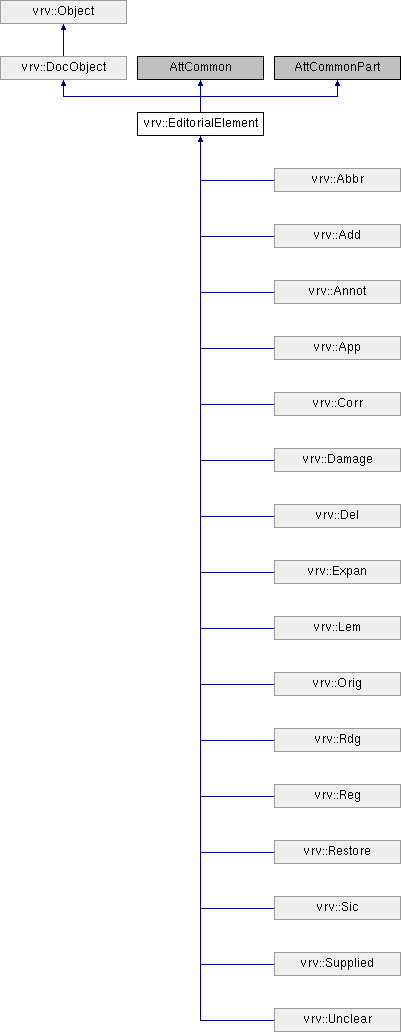 vrv::Object
vrv::DocObject
AttCommon
AttCommonPart
vrv::EditorialElement
vrv::Abbr
vrv::Add
vrv::Annot
vrv::App
vrv::Corr
vrv::Damage
vrv::Del
vrv::Expan
vrv::Lem
vrv::Orig
vrv::Rdg
vrv::Reg
vrv::Restore
vrv::Sic
vrv::Supplied
vrv::Unclear